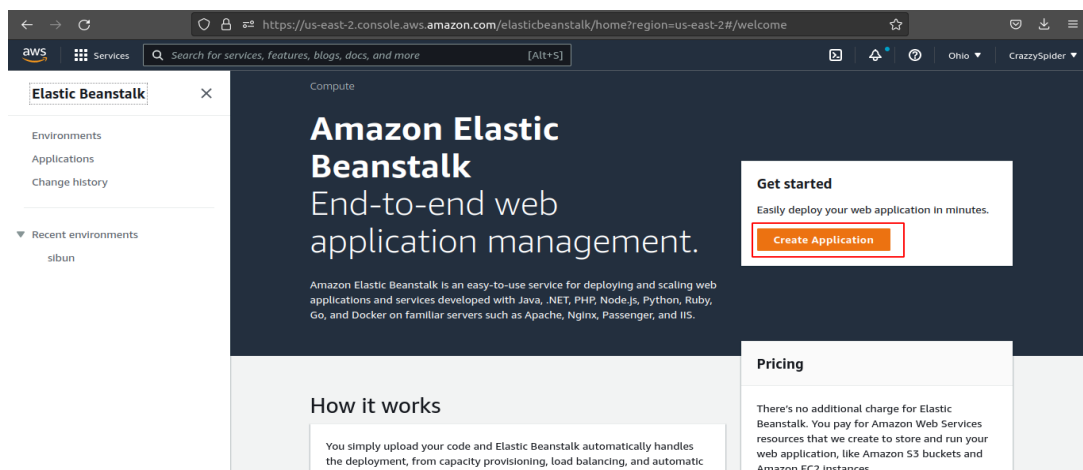 https://us-east-2.console.aws.amazon.com/elasticbeanstalk/home?region=us-east-2#/welcome
aws
Services
Search for services, features, blogs, docs, and more
[Alt+S]
Ohio
CrazzySpider
Elastic Beanstalk
Environments
Applications
Change history
Recent environments
sibun
Compute
Amazon Elastic
Beanstalk
End-to-end web
application management.
Amazon Elastic Beanstalk is an easy-to-use service for deploying and scaling web
applications and services developed with Java, .NET, PHP, Node.js, Python, Ruby,
Go, and Docker on familiar servers such as Apache, Nginx, Passenger, and IIS.
Get started
Easily deploy your web application in minutes.
Create Application
Pricing
There's no additional charge for Elastic
Beanstalk. You pay for Amazon Web Services
resources that we create to store and run your
web application, like Amazon S3 buckets and
Amazon EC2 instances.
How it works
You simply upload your code and Elastic Beanstalk automatically handles
the deployment, from capacity provisioning, load balancing, and automatic